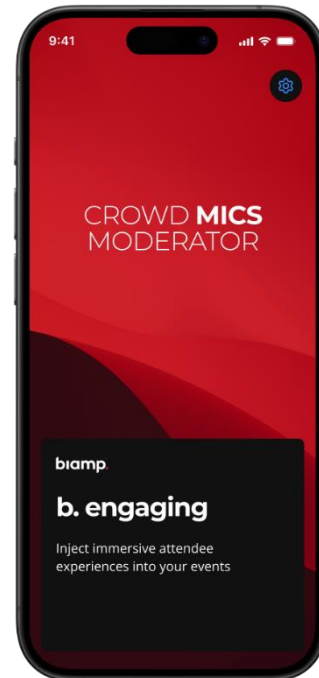 9:41
CROWD MICS
MODERATOR
biamp.
b. engaging
Inject immersive attendee
experiences into your events